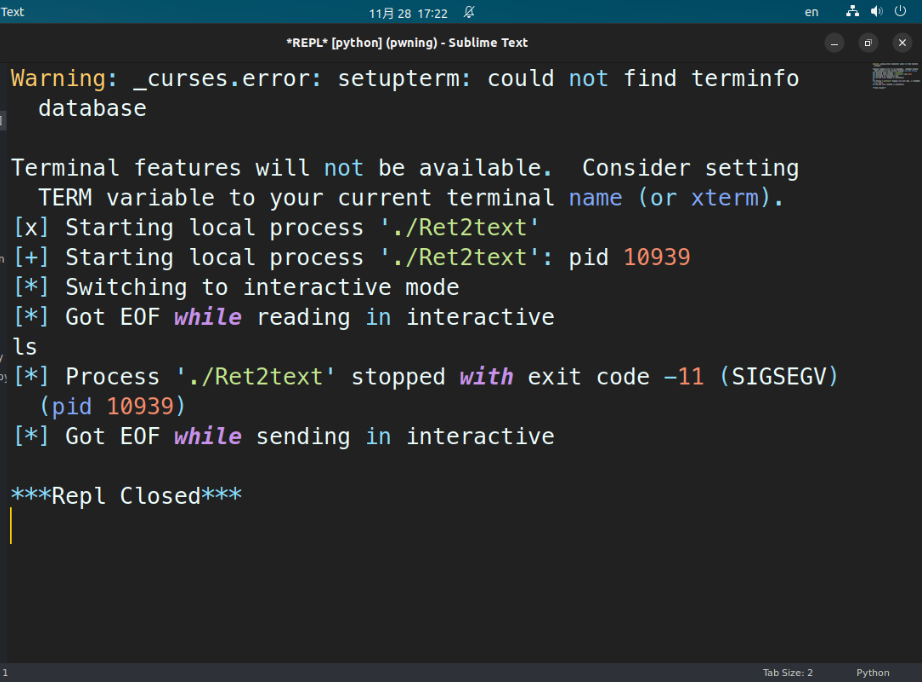 Text
11月 28 17:22
en
*REPL* [python] (pwning) - Sublime Text
Warning: _curses.error: setupterm: could not find terminfo
database
Terminal features will not be available.  Consider setting
TERM variable to your current terminal name (or xterm).
[x] Starting local process './Ret2text'
[+] Starting local process './Ret2text': pid 10939
[*] Switching to interactive mode
[*] Got EOF while reading in interactive
ls
[*] Process './Ret2text' stopped with exit code -11 (SIGSEGV)
(pid 10939)
[*] Got EOF while sending in interactive
***Repl Closed***
1
Tab Size: 2
Python